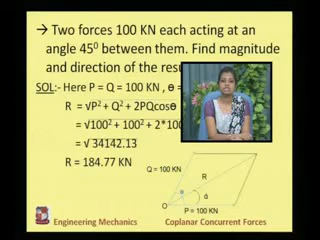 → Two forces 100 KN each acting at an
angle 45⁰ between them. Find magnitude
and direction of the
SOL:- Here P = Q = 100 KN , ө =
R = √P² + Q² + 2PQcosө
= √100² + 100² + 2*100
= √ 34142.13
R = 184.77 KN
Q = 100 KN
R
α
O
P = 100 KN
Engineering Mechanics
Coplanar Concurrent Forces